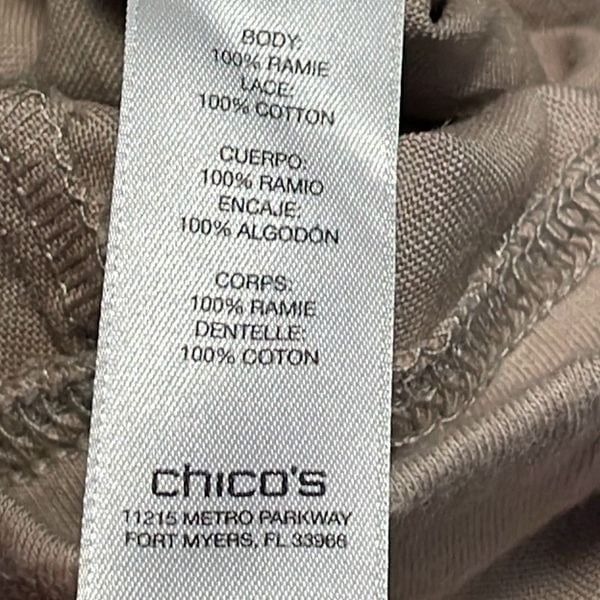 BODY:
100% RAMIE
LACE:
100% COTTON
CUERPO:
100% RAMIO
ENCAJE:
100% ALGODÓN
CORPS:
100% RAMIE
DENTELLE:
100% COTON
chico's
11215 METRO PARKWAY
FORT MYERS, FL 33966